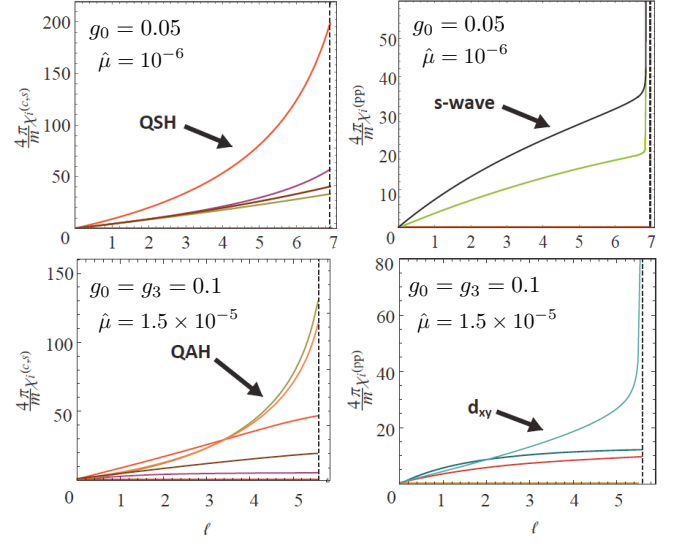 g₀ = 0.05
μ̂ = 10⁻⁶
QSH
4π/m χᵢ⁽ᶜ,ˢ⁾
200
150
100
50
0
1 2 3 4 5 6 7
g₀ = 0.05
μ̂ = 10⁻⁶
s-wave
4π/m χᵢ⁽ᵖᵖ⁾
50
40
30
20
10
0
1 2 3 4 5 6 7
g₀ = g₃ = 0.1
μ̂ = 1.5 × 10⁻⁵
QAH
4π/m χᵢ⁽ᶜ,ˢ⁾
150
100
50
0
0 1 2 3 4 5
ℓ
g₀ = g₃ = 0.1
μ̂ = 1.5 × 10⁻⁵
d_xy
4π/m χᵢ⁽ᵖᵖ⁾
80
60
40
20
0
0 1 2 3 4 5
ℓ